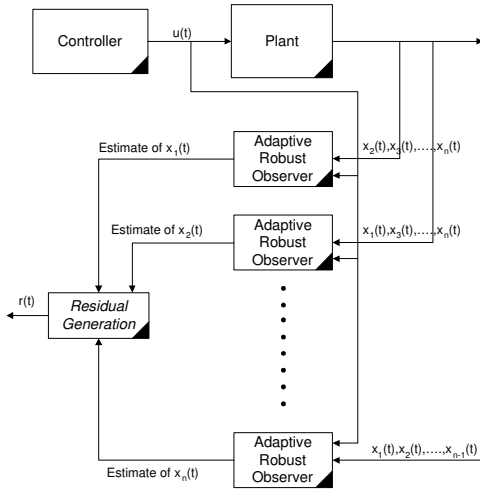 Controller
u(t)
Plant
Estimate of x1(t)
Adaptive
Robust
Observer
x2(t),x3(t),....,xn(t)
Estimate of x2(t)
Adaptive
Robust
Observer
x1(t),x3(t),....,xn(t)
r(t)
Residual
Generation
Estimate of xn(t)
Adaptive
Robust
Observer
x1(t),x2(t),....,xn-1(t)